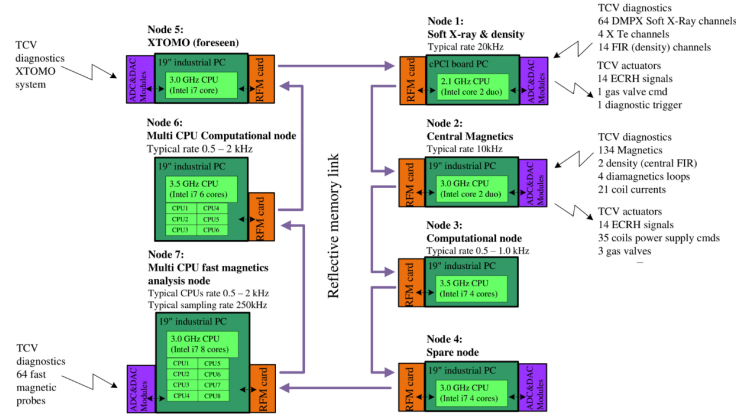 Node 5:
XTOMO (foreseen)
TCV
diagnostics
XTOMO
system
ADC&DAC
Modules
19" industrial PC
3.0 GHz CPU
(Intel i7 core)
RFM card
Node 6:
Multi CPU Computational node
Typical rate 0.5 – 2 kHz
19" industrial PC
3.5 GHz CPU
(Intel i7 6 cores)
CPU1 CPU4
CPU2 CPU5
CPU3 CPU6
RFM card
Node 7:
Multi CPU fast magnetics
analysis node
Typical CPUs rate 0.5 – 2 kHz
Typical sampling rate 250kHz
19" industrial PC
3.0 GHz CPU
(Intel i7 8 cores)
CPU1 CPU5
CPU2 CPU6
CPU3 CPU7
CPU4 CPU8
ADC&DAC
Modules
RFM card
TCV
diagnostics
64 fast
magnetic
probes
Reflective memory link
Node 1:
Soft X-ray & density
Typical rate 20kHz
RFM card
cPCI board PC
2.1 GHz CPU
(Intel core 2 duo)
ADC&DAC
Modules
TCV diagnostics
64 DMPX Soft X-Ray channels
4 X Te channels
14 FIR (density) channels
TCV actuators
14 ECRH signals
1 gas valve cmd
1 diagnostic trigger
Node 2:
Central Magnetics
Typical rate 10kHz
RFM card
19" industrial PC
3.0 GHz CPU
(Intel core 2 duo)
ADC&DAC
Modules
TCV diagnostics
134 Magnetics
2 density (central FIR)
4 diamagnetics loops
21 coil currents
TCV actuators
14 ECRH signals
35 coils power supply cmds
3 gas valves
Node 3:
Computational node
Typical rate 0.5 – 1.0 kHz
RFM card
19" industrial PC
3.5 GHz CPU
(Intel i7 4 cores)
Node 4:
Spare node
RFM card
19" industrial PC
3.0 GHz CPU
(Intel i7 4 cores)
ADC&DAC
Modules